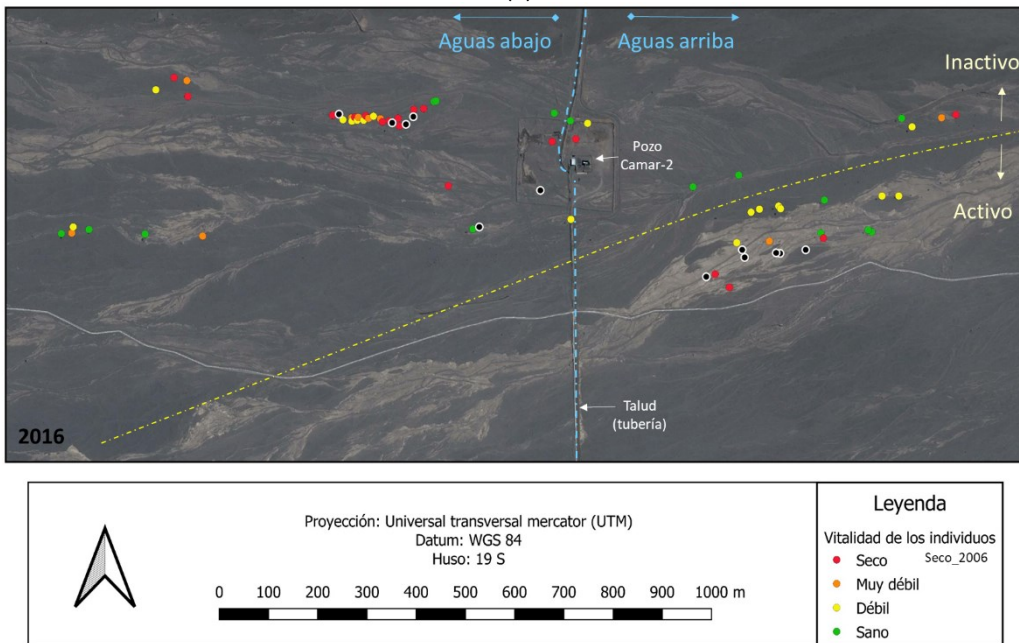 Aguas abajo
Aguas arriba
Inactivo
Pozo
Camar-2
Activo
Talud
(tubería)
2016
Proyección: Universal transversal mercator (UTM)
Datum: WGS 84
Huso: 19 S
0 100 200 300 400 500 600 700 800 900 1000 m
Leyenda
Vitalidad de los individuos
Seco Seco_2006
Muy débil
Débil
Sano